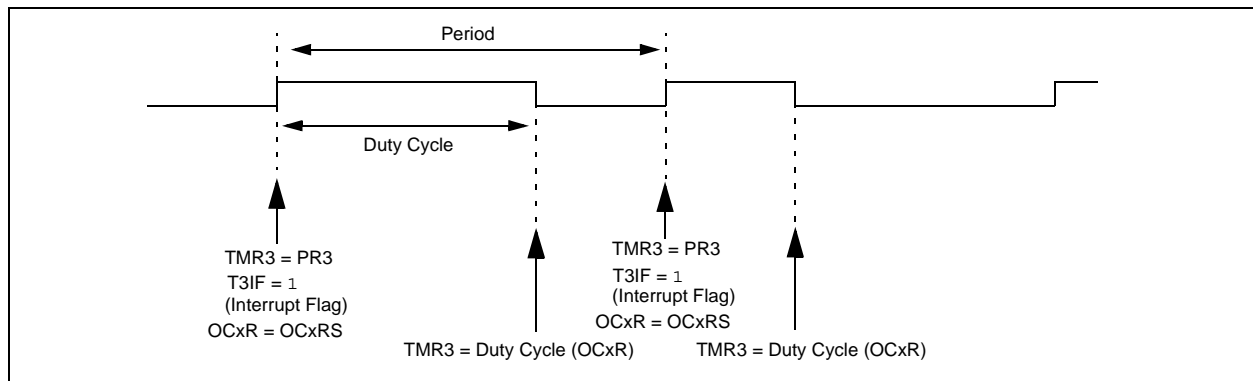 Period
Duty Cycle
TMR3 = PR3
T3IF = 1
(Interrupt Flag)
OCxR = OCxRS
TMR3 = Duty Cycle (OCxR)
TMR3 = PR3
T3IF = 1
(Interrupt Flag)
OCxR = OCxRS
TMR3 = Duty Cycle (OCxR)